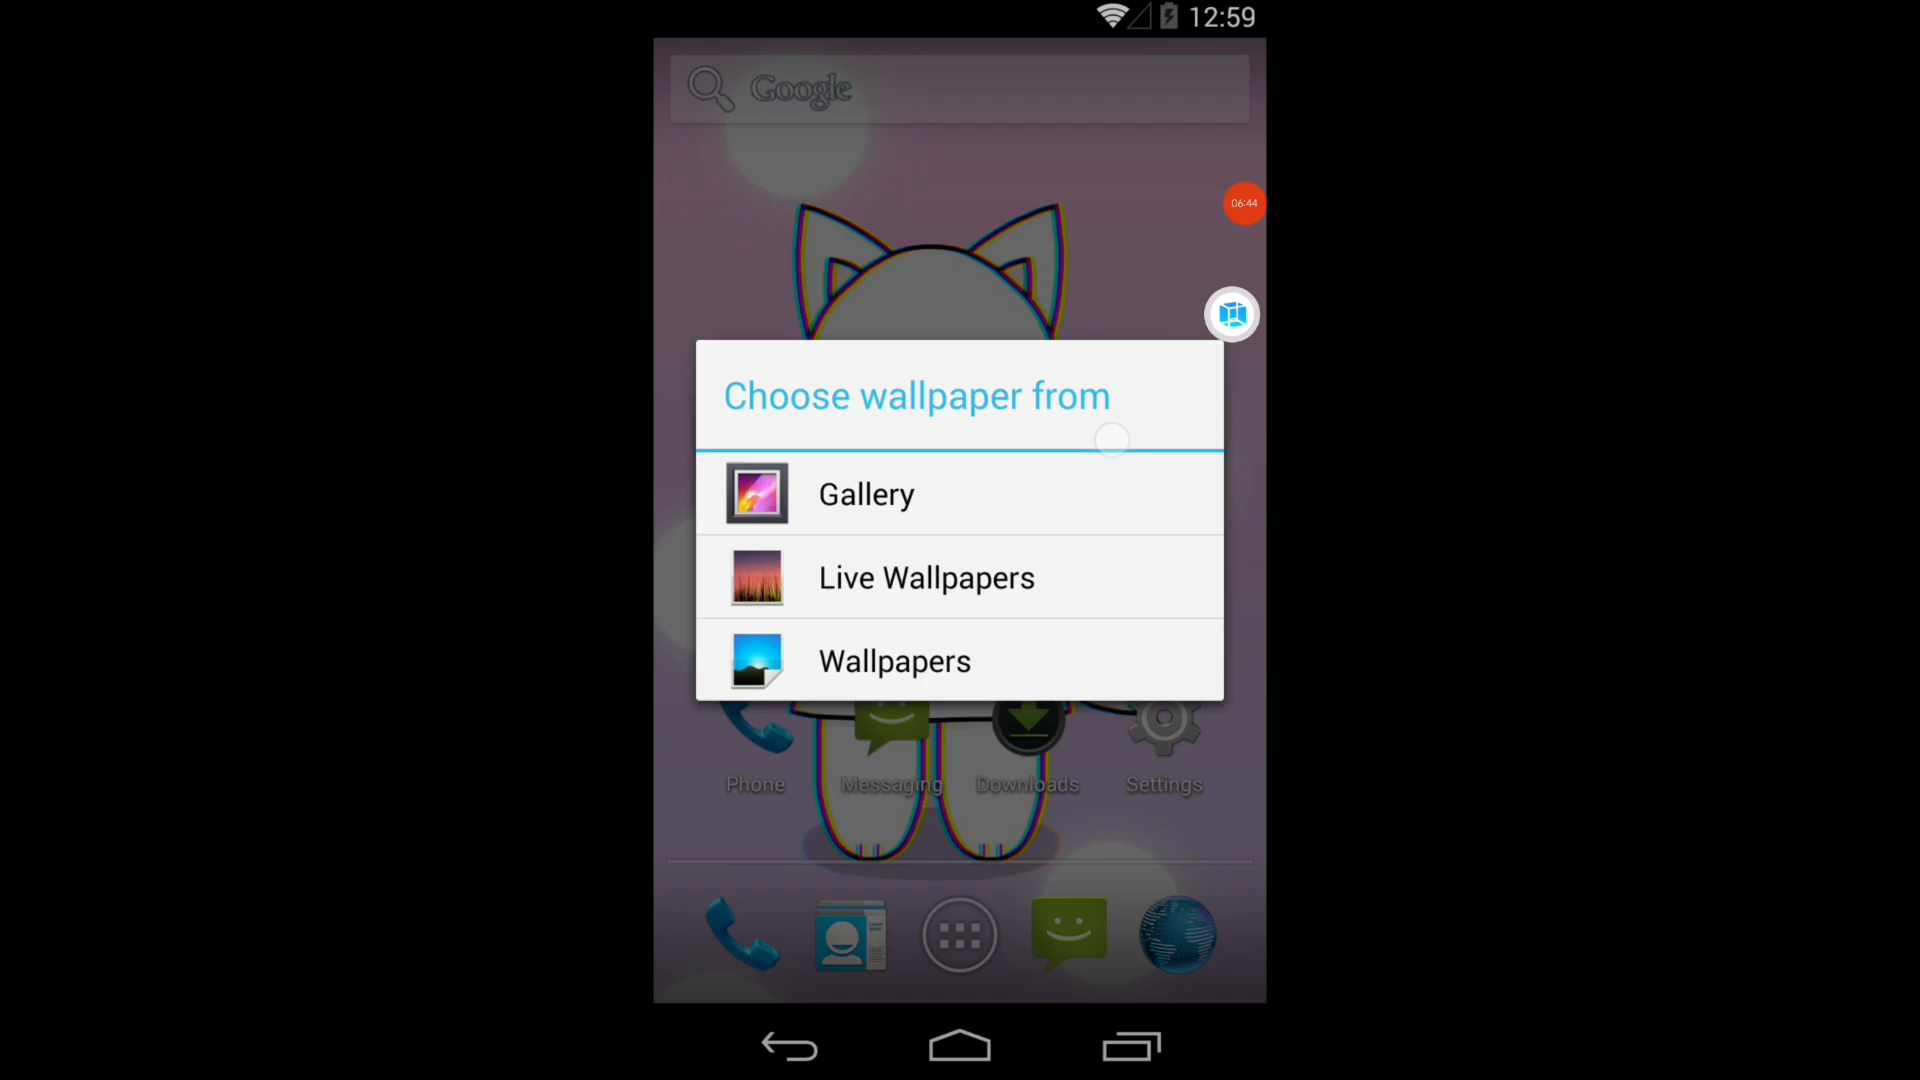 12:59
Google
06:44
Choose wallpaper from
Gallery
Live Wallpapers
Wallpapers
Phone Messaging Downloads Settings